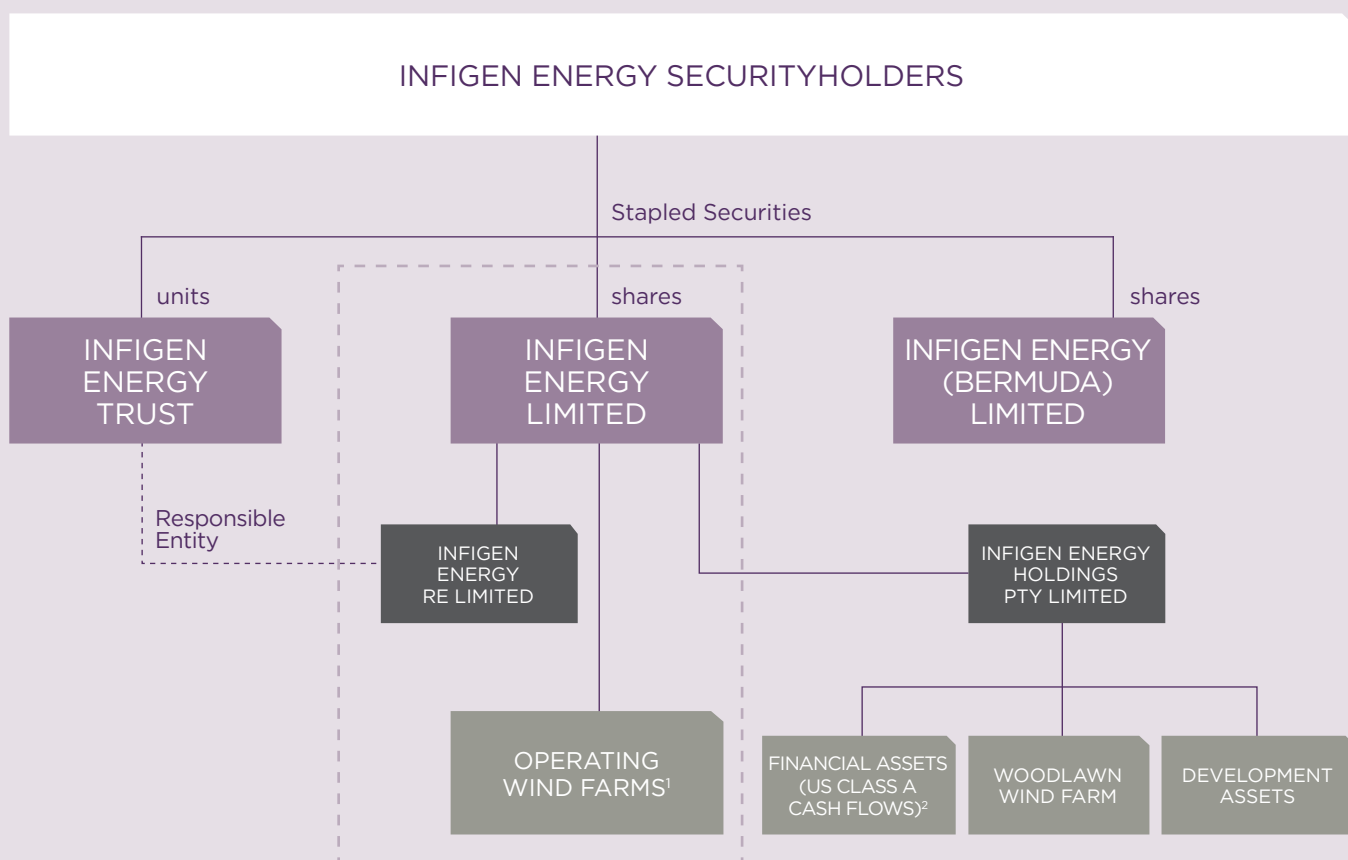 INFIGEN ENERGY SECURITYHOLDERS
Stapled Securities
units
shares
shares
INFIGEN
ENERGY
TRUST
INFIGEN
ENERGY
LIMITED
INFIGEN ENERGY
(BERMUDA)
LIMITED
Responsible
Entity
INFIGEN
ENERGY
RE LIMITED
INFIGEN ENERGY
HOLDINGS
PTY LIMITED
OPERATING
WIND FARMS¹
FINANCIAL ASSETS
(US CLASS A
CASH FLOWS)²
WOODLAWN
WIND FARM
DEVELOPMENT
ASSETS